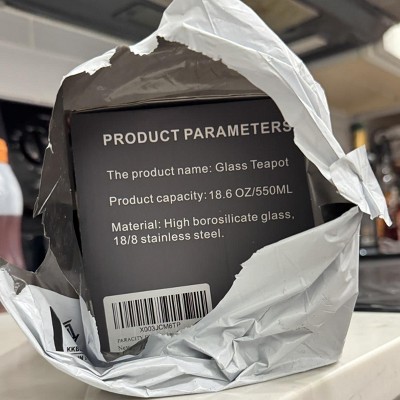 PRODUCT PARAMETERS
The product name: Glass Teapot
Product capacity: 18.6 OZ/550ML
Material: High borosilicate glass,
18/8 stainless steel.
PARACITY